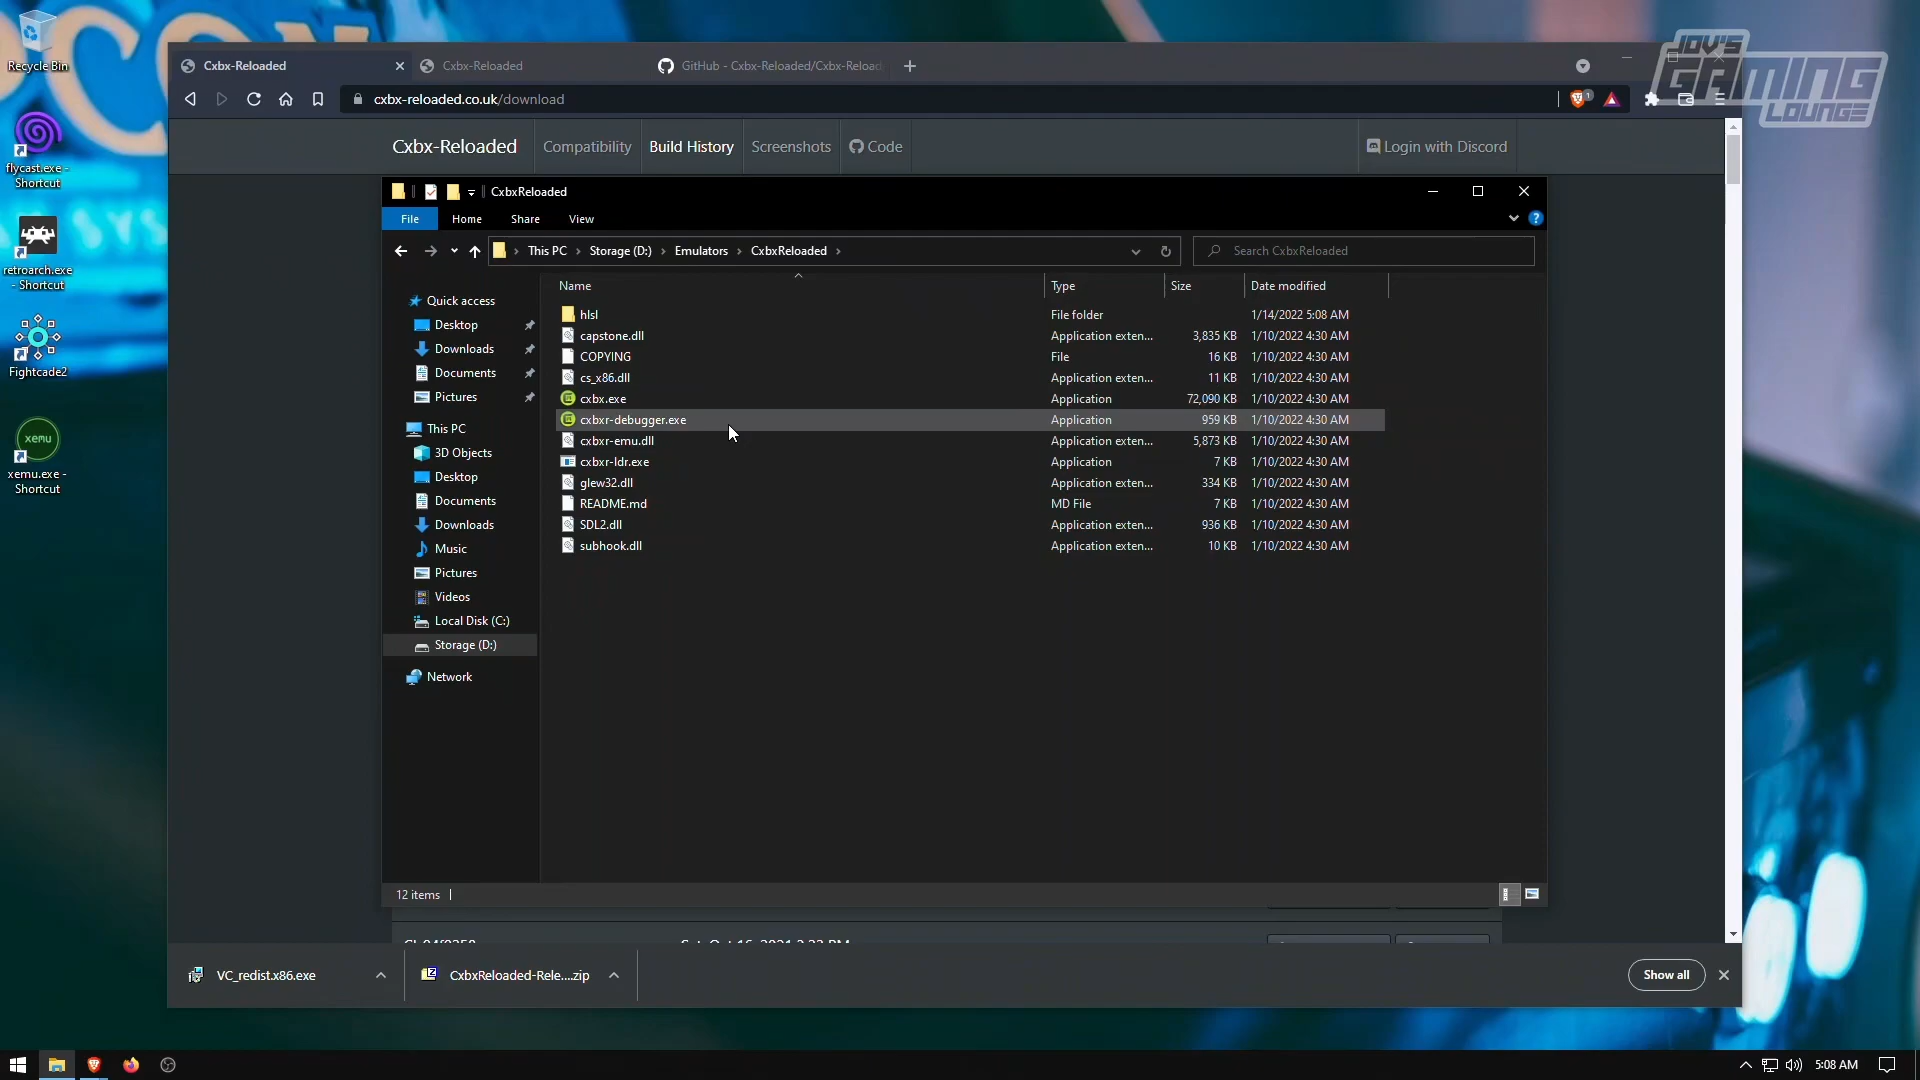 Recycle Bin
flycast.exe -
Shortcut
retroarch.exe
- Shortcut
Fightcade2
xemu
xemu.exe -
Shortcut
JOV'S
GAMING
LOUNGE
Cxbx-Reloaded
Cxbx-Reloaded
GitHub - Cxbx-Reloaded/Cxbx-Reload
cxbx-reloaded.co.uk/download
1
Cxbx-Reloaded
Compatibility
Build History
Screenshots
Code
Login with Discord
CxbxReloaded
File
Home
Share
View
This PC
Storage (D:)
Emulators
CxbxReloaded
Search CxbxReloaded
Quick access
Desktop
Downloads
Documents
Pictures
This PC
3D Objects
Desktop
Documents
Downloads
Music
Pictures
Videos
Local Disk (C:)
Storage (D:)
Network
Name Type Size Date modified
hlsl File folder 1/14/2022 5:08 AM
capstone.dll Application exten... 3,835 KB 1/10/2022 4:30 AM
COPYING File 16 KB 1/10/2022 4:30 AM
cs_x86.dll Application exten... 11 KB 1/10/2022 4:30 AM
cxbx.exe Application 72,090 KB 1/10/2022 4:30 AM
cxbxr-debugger.exe Application 959 KB 1/10/2022 4:30 AM
cxbxr-emu.dll Application exten... 5,873 KB 1/10/2022 4:30 AM
cxbxr-ldr.exe Application 7 KB 1/10/2022 4:30 AM
glew32.dll Application exten... 334 KB 1/10/2022 4:30 AM
README.md MD File 7 KB 1/10/2022 4:30 AM
SDL2.dll Application exten... 936 KB 1/10/2022 4:30 AM
subhook.dll Application exten... 10 KB 1/10/2022 4:30 AM
12 items
VC_redist.x86.exe
CxbxReloaded-Rele....zip
Show all
5:08 AM